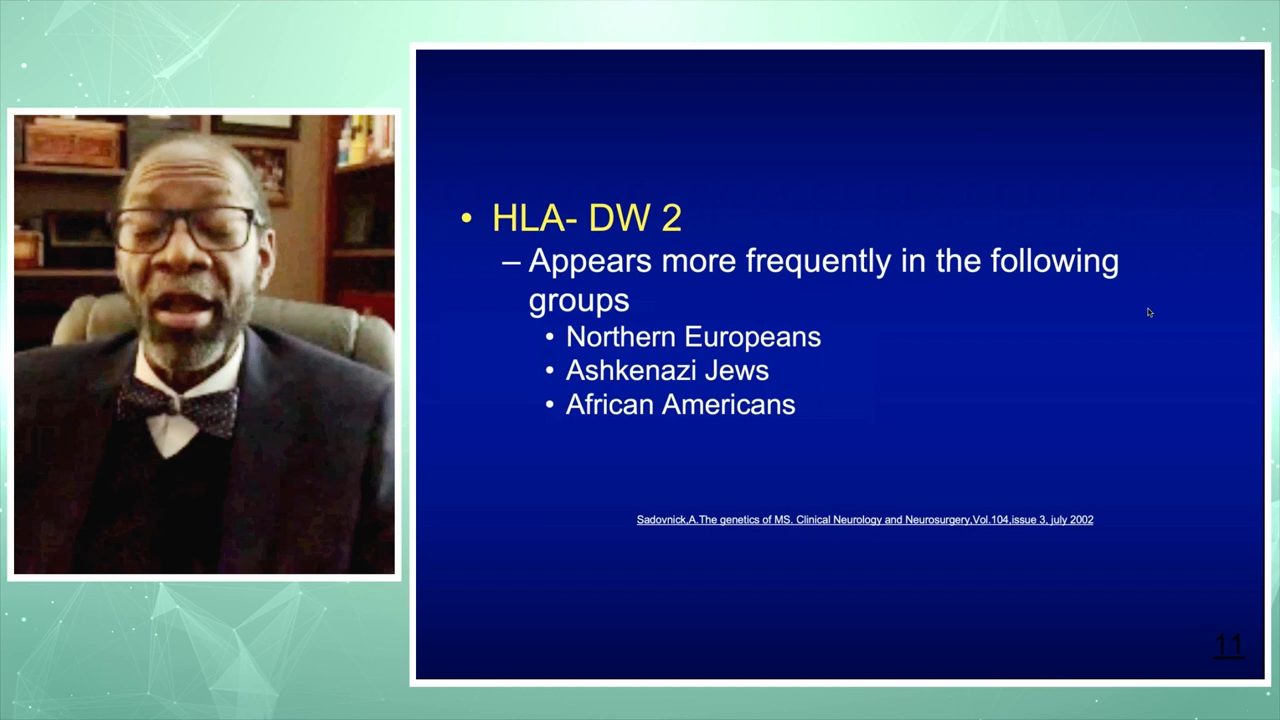 • HLA- DW 2
– Appears more frequently in the following
groups
• Northern Europeans
• Ashkenazi Jews
• African Americans
Sadovnick,A.The genetics of MS. Clinical Neurology and Neurosurgery,Vol.104,issue 3, july 2002
11